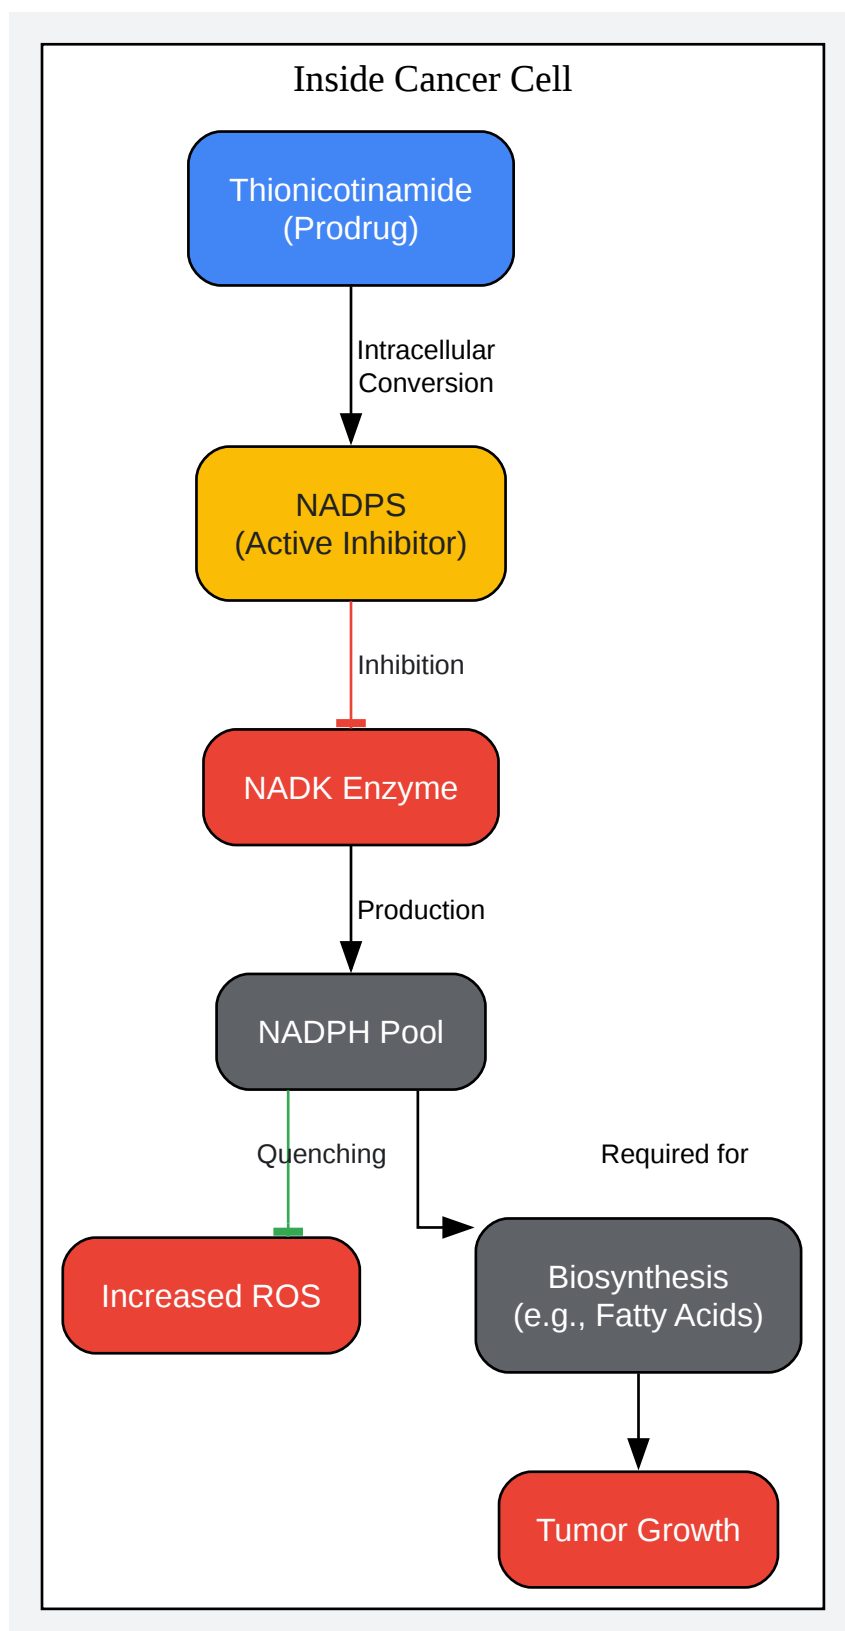 Inside Cancer Cell
Thionicotinamide
(Prodrug)
Intracellular
Conversion
NADPS
(Active Inhibitor)
Inhibition
NADK Enzyme
Production
NADPH Pool
Quenching
Required for
Increased ROS
Biosynthesis
(e.g., Fatty Acids)
Tumor Growth